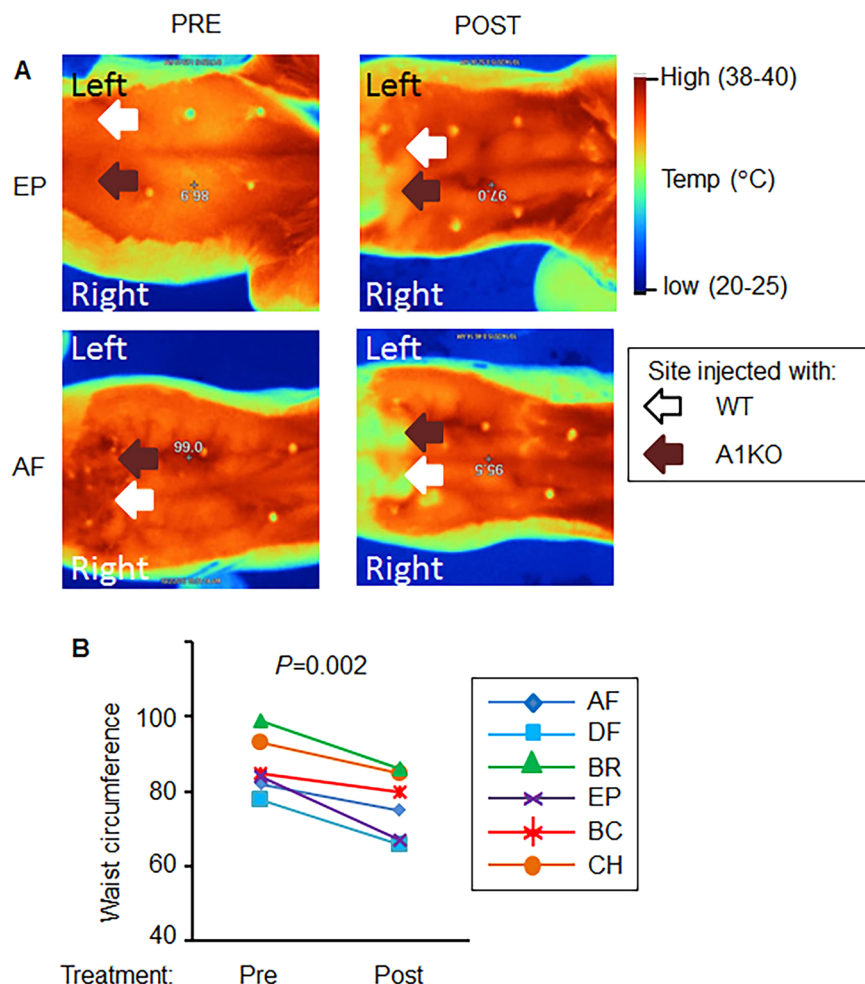 PRE
POST
A
Left
Left
High (38-40)
EP
86.9
97.0
Temp (°C)
Right
Right
low (20-25)
Left
Left
Site injected with:
WT
A1KO
AF
99.0
95.5
Right
Right
B
P=0.002
100
80
60
40
Waist circumference
AF
DF
BR
EP
BC
CH
Treatment:
Pre
Post